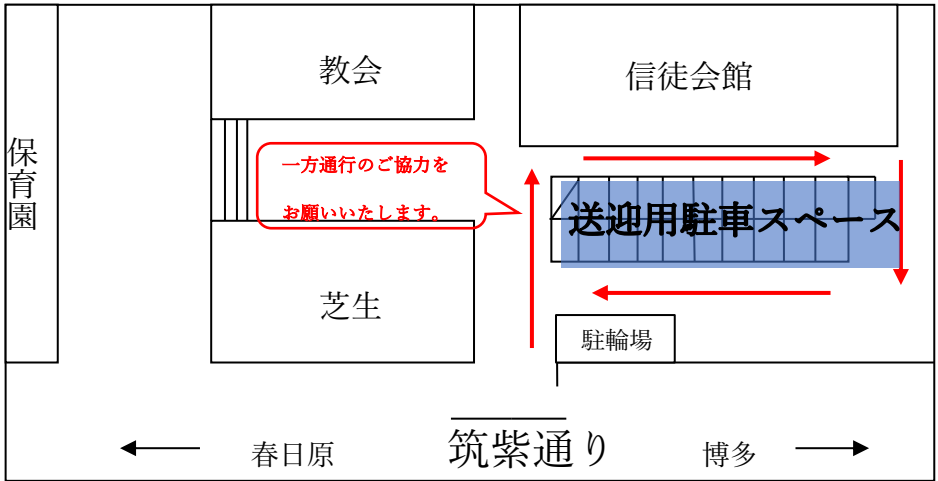 教会
信徒会館
保育園
一方通行のご協力を
お願いいたします。
送迎用駐車スペース
芝生
駐輪場
春日原
筑紫通り
博多